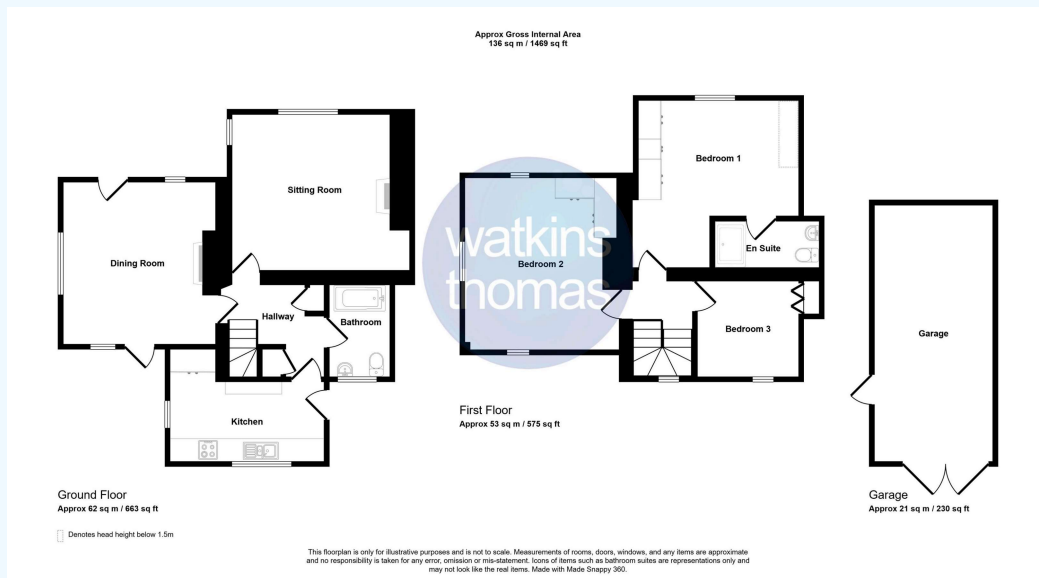 Approx Gross Internal Area
136 sq m / 1469 sq ft
Sitting Room
Dining Room
Hallway
Bathroom
Kitchen
Ground Floor
Approx 62 sq m / 663 sq ft
Denotes head height below 1.5m
Bedroom 1
watkins
thomas
Bedroom 2
En Suite
Bedroom 3
First Floor
Approx 53 sq m / 575 sq ft
Garage
Garage
Approx 21 sq m / 230 sq ft
This floorplan is only for illustrative purposes and is not to scale. Measurements of rooms, doors, windows, and any items are approximate
and no responsibility is taken for any error, omission or mis-statement. Icons of items such as bathroom suites are representations only and
may not look like the real items. Made with Made Snappy 360.